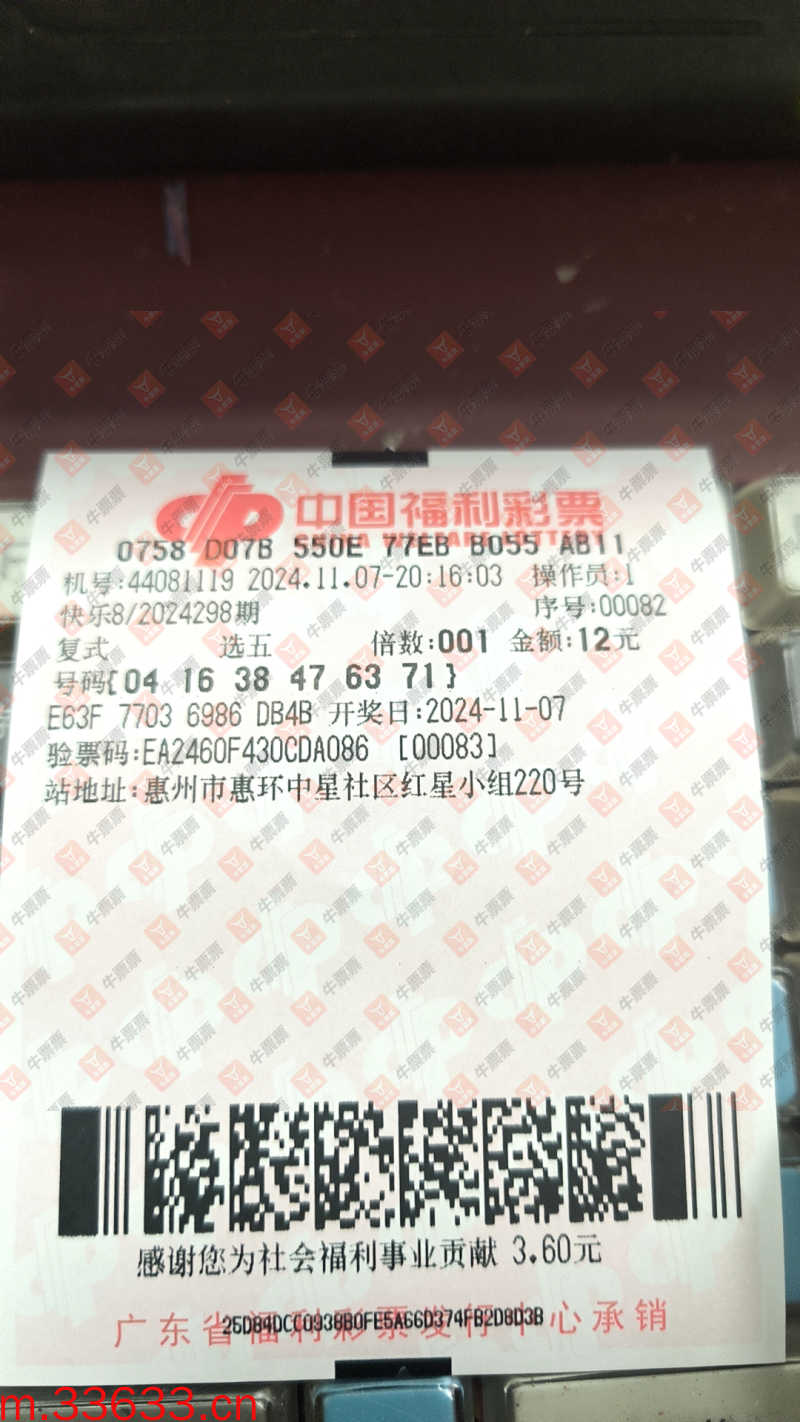 中国福利彩票
CHINA WELFARE LOTTERY
0758 D07B 550E 77EB B055 AB11
机号:44081119 2024.11.07-20:16:03 操作员:1
快乐8/2024298期 序号:00082
复式 选五 倍数:001 金额:12元
号码[04 16 38 47 63 71]
E63F 7703 6986 DB4B 开奖日:2024-11-07
验票码:EA2460F430CDA086 [00083]
站地址:惠州市惠环中星社区红星小组220号
感谢您为社会福利事业贡献 3.60元
广东省福利彩票发行中心承销
25D84DCC0938B0FE5A66D374FB2D8D3B
m.33633.cn
牛票票